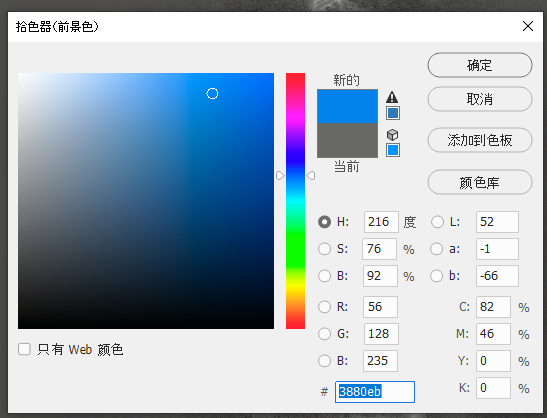 拾色器(前景色)
新的
当前
确定
取消
添加到色板
颜色库
H: 216 度
S: 76 %
B: 92 %
R: 56
G: 128
B: 235
# 3880eb
L: 52
a: -1
b: -66
C: 82 %
M: 46 %
Y: 0 %
K: 0 %
只有 Web 颜色